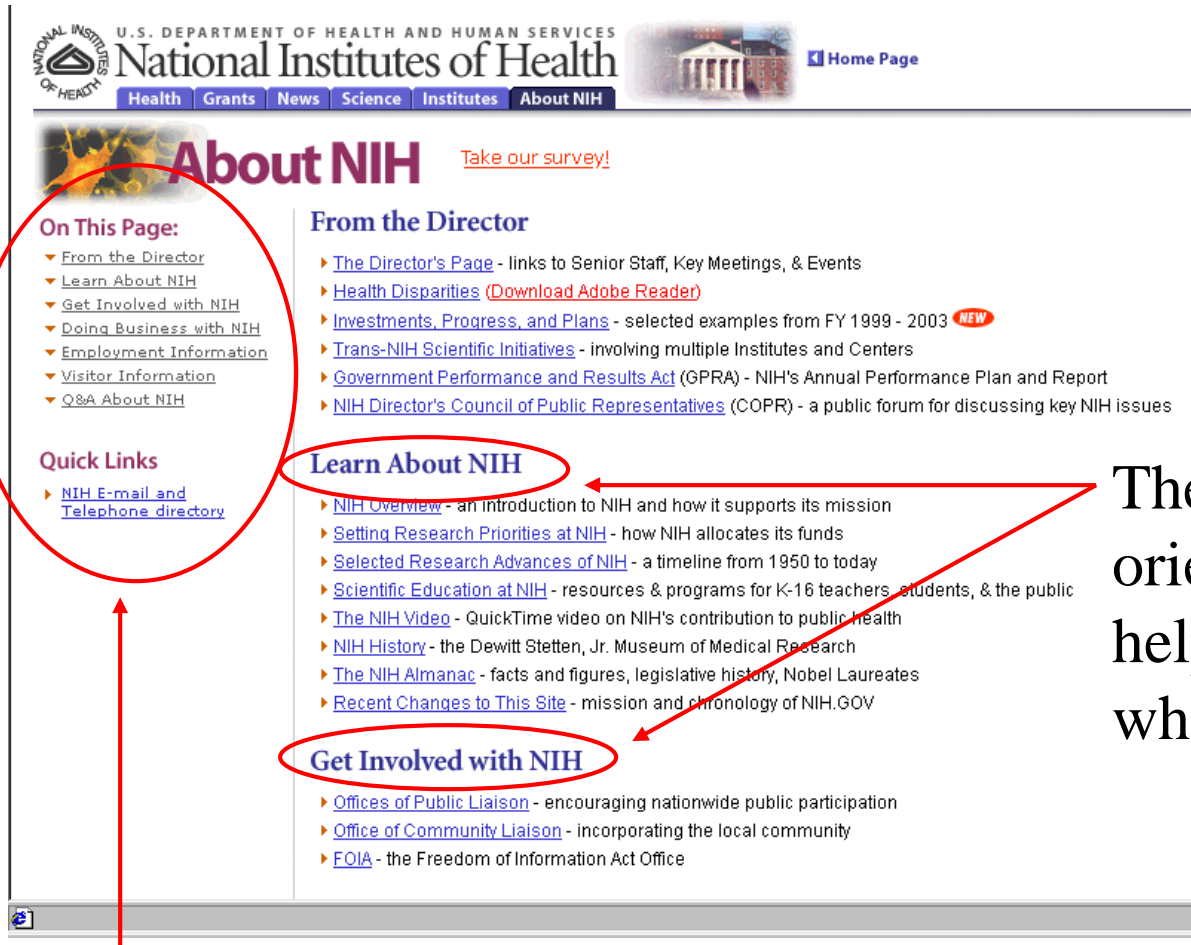 U.S. DEPARTMENT OF HEALTH AND HUMAN SERVICES
National Institutes of Health
NATIONAL INSTITUTES OF HEALTH
Home Page
Health Grants News Science Institutes About NIH
About NIH
Take our survey!
On This Page:
From the Director
Learn About NIH
Get Involved with NIH
Doing Business with NIH
Employment Information
Visitor Information
Q&A About NIH
Quick Links
NIH E-mail and
Telephone directory
From the Director
The Director's Page - links to Senior Staff, Key Meetings, & Events
Health Disparities (Download Adobe Reader)
Investments, Progress, and Plans - selected examples from FY 1999 - 2003 NEW
Trans-NIH Scientific Initiatives - involving multiple Institutes and Centers
Government Performance and Results Act (GPRA) - NIH's Annual Performance Plan and Report
NIH Director's Council of Public Representatives (COPR) - a public forum for discussing key NIH issues
Learn About NIH
NIH Overview - an introduction to NIH and how it supports its mission
Setting Research Priorities at NIH - how NIH allocates its funds
Selected Research Advances of NIH - a timeline from 1950 to today
Scientific Education at NIH - resources & programs for K-16 teachers, students, & the public
The NIH Video - QuickTime video on NIH's contribution to public health
NIH History - the Dewitt Stetten, Jr. Museum of Medical Research
The NIH Almanac - facts and figures, legislative history, Nobel Laureates
Recent Changes to This Site - mission and chronology of NIH.GOV
Get Involved with NIH
Offices of Public Liaison - encouraging nationwide public participation
Office of Community Liaison - incorporating the local community
FOIA - the Freedom of Information Act Office